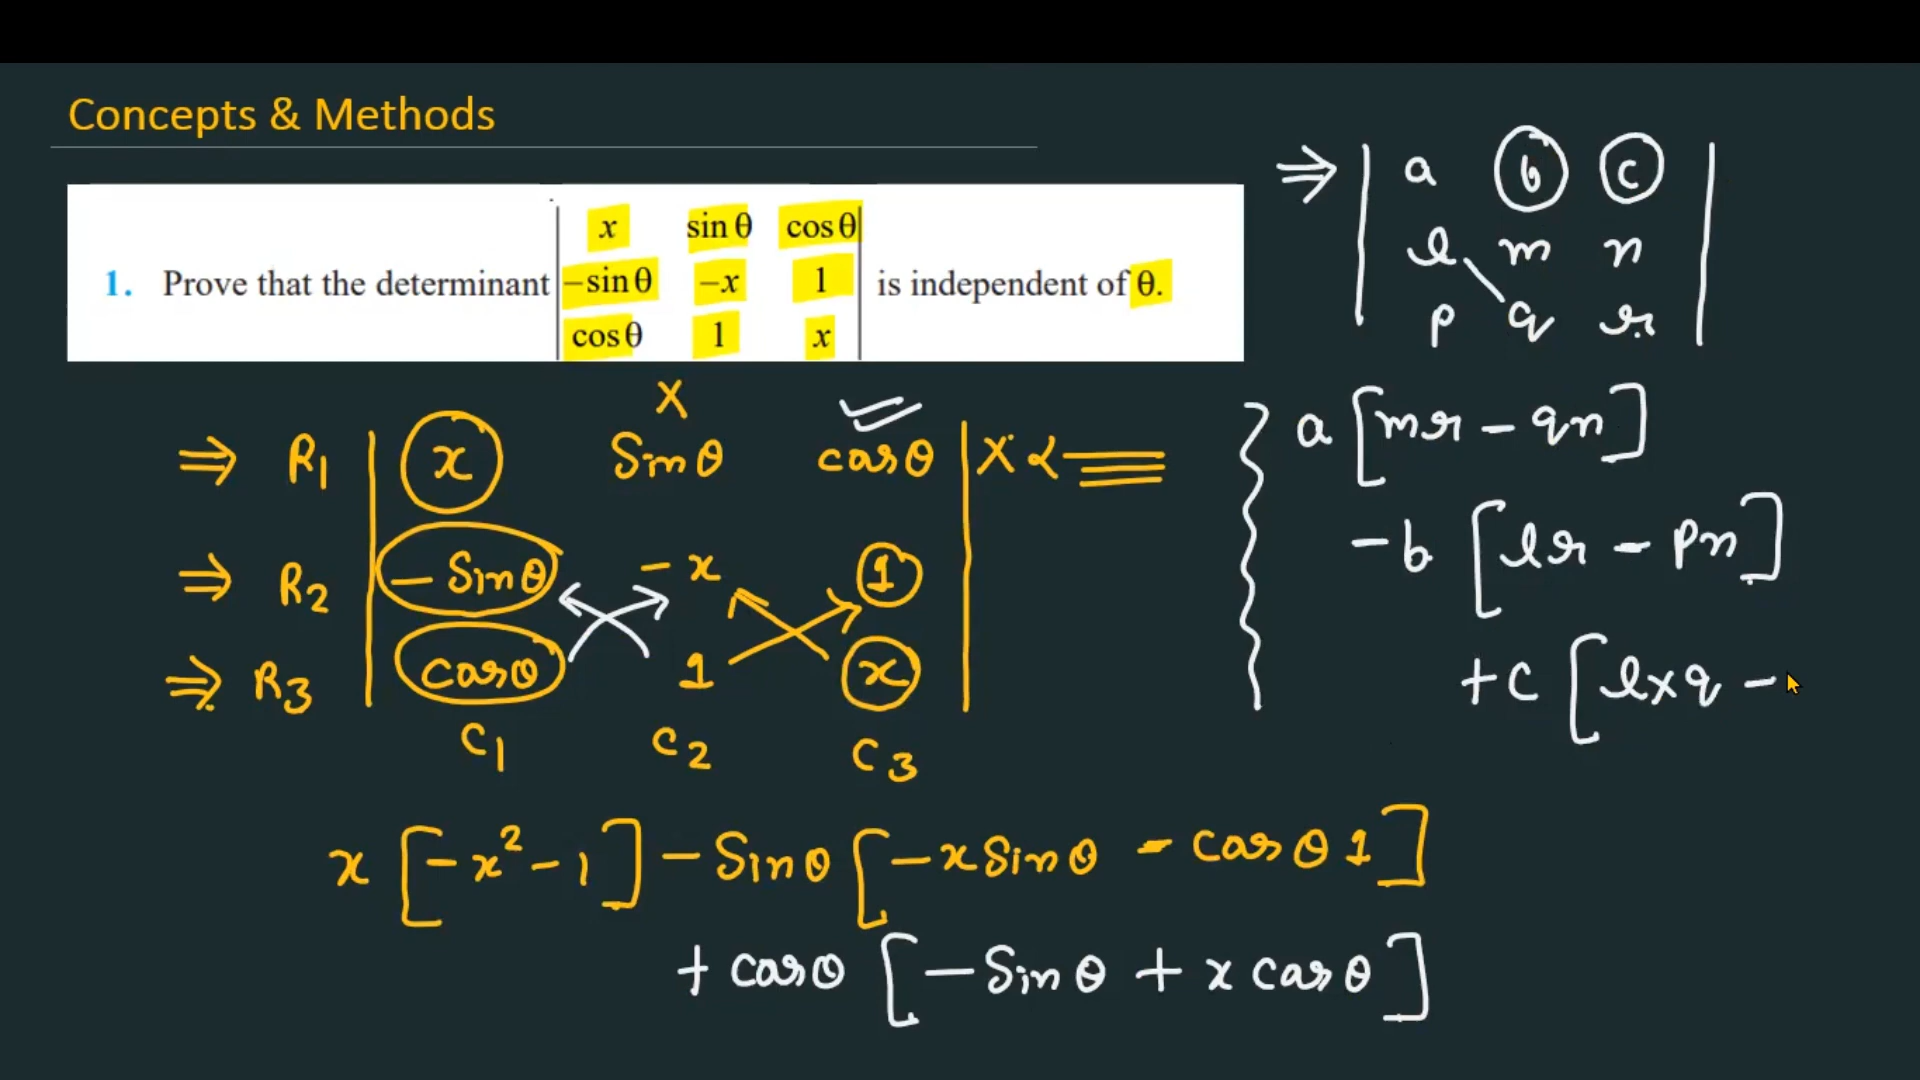 Concepts & Methods
x sin θ cos θ
1. Prove that the determinant −sin θ −x 1 is independent of θ.
cos θ 1 x
⇒ | a b c |
l m n
p q r
X
⇒ R1 | x Sinθ cosθ | X α
⇒ R2 − Sinθ − x 1
⇒ R3 cosθ 1 x
C1 C2 C3
a [mr − qn]
−b [lr − pn]
+c [l×q −
x [−x² − 1] − Sinθ [−x Sinθ − cosθ 1]
+ cosθ [− Sinθ + x cosθ]